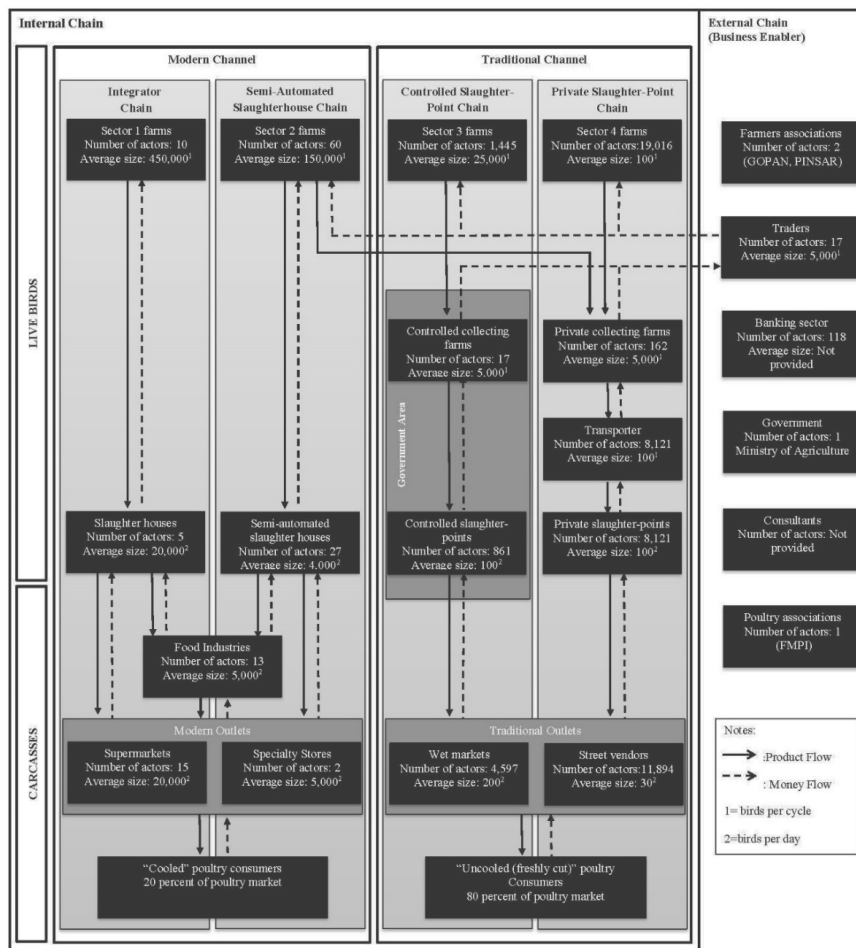 Internal Chain
External Chain
(Business Enabler)
Modern Channel
Traditional Channel
LIVE BIRDS
CARCASSES
Integrator
Chain
Semi-Automated
Slaughterhouse Chain
Controlled Slaughter-
Point Chain
Private Slaughter-Point
Chain
Sector 1 farms
Number of actors: 10
Average size: 450,000¹
Sector 2 farms
Number of actors: 60
Average size: 150,000¹
Sector 3 farms
Number of actors: 1,445
Average size: 25,000¹
Sector 4 farms
Number of actors:19,016
Average size: 100¹
Farmers associations
Number of actors: 2
(GOPAN, PINSAR)
Traders
Number of actors: 17
Average size: 5,000¹
Government Area
Controlled collecting
farms
Number of actors: 17
Average size: 5.000¹
Private collecting farms
Number of actors: 162
Average size: 5,000¹
Banking sector
Number of actors: 118
Average size: Not
provided
Transporter
Number of actors: 8,121
Average size: 100¹
Government
Number of actors: 1
Ministry of Agriculture
Slaughter houses
Number of actors: 5
Average size: 20,000²
Semi-automated
slaughter houses
Number of actors: 27
Average size: 4,000²
Controlled slaughter-
points
Number of actors: 861
Average size: 100²
Private slaughter-points
Number of actors: 8,121
Average size: 100²
Consultants
Number of actors: Not
provided
Food Industries
Number of actors: 13
Average size: 5,000²
Poultry associations
Number of actors: 1
(FMPI)
Modern Outlets
Supermarkets
Number of actors: 15
Average size: 20,000²
Specialty Stores
Number of actors: 2
Average size: 5,000²
Traditional Outlets
Wet markets
Number of actors: 4,597
Average size: 200²
Street vendors
Number of actors:11,894
Average size: 30²
"Cooled" poultry consumers
20 percent of poultry market
"Uncooled (freshly cut)" poultry
Consumers
80 percent of poultry market
Notes:
:Product Flow
: Money Flow
1= birds per cycle
2=birds per day